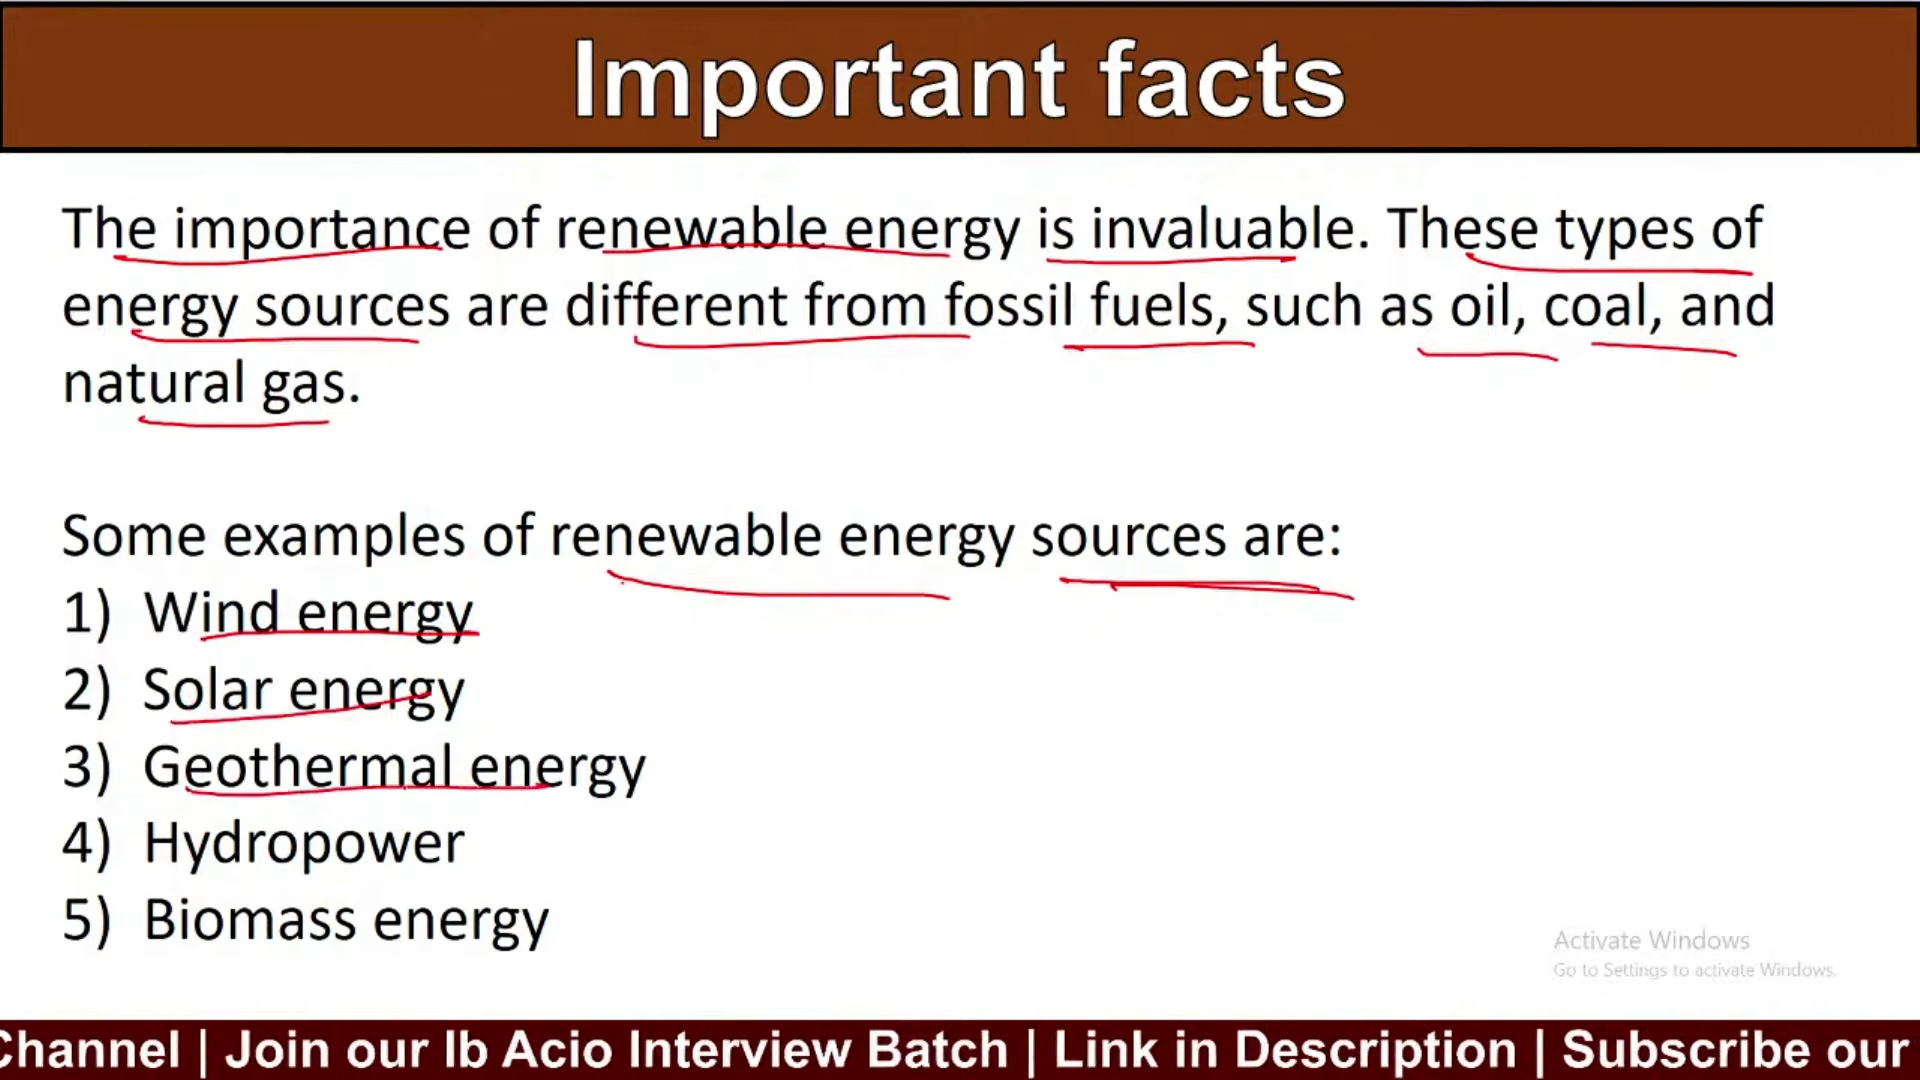 Important facts
The importance of renewable energy is invaluable. These types of
energy sources are different from fossil fuels, such as oil, coal, and
natural gas.
Some examples of renewable energy sources are:
1) Wind energy
2) Solar energy
3) Geothermal energy
4) Hydropower
5) Biomass energy
Activate Windows
Go to Settings to activate Windows.
Channel | Join our Ib Acio Interview Batch | Link in Description | Subscribe our